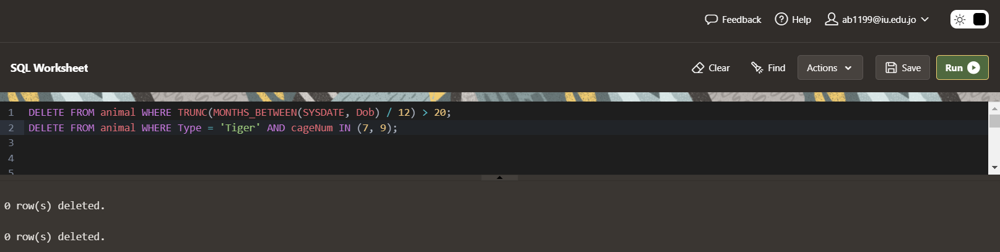 Feedback Help ab1199@iu.edu.jo
SQL Worksheet Clear Find Actions Save Run
1 DELETE FROM animal WHERE TRUNC(MONTHS_BETWEEN(SYSDATE, Dob) / 12) > 20;
2 DELETE FROM animal WHERE Type = 'Tiger' AND cageNum IN (7, 9);
3
4
5
0 row(s) deleted.
0 row(s) deleted.